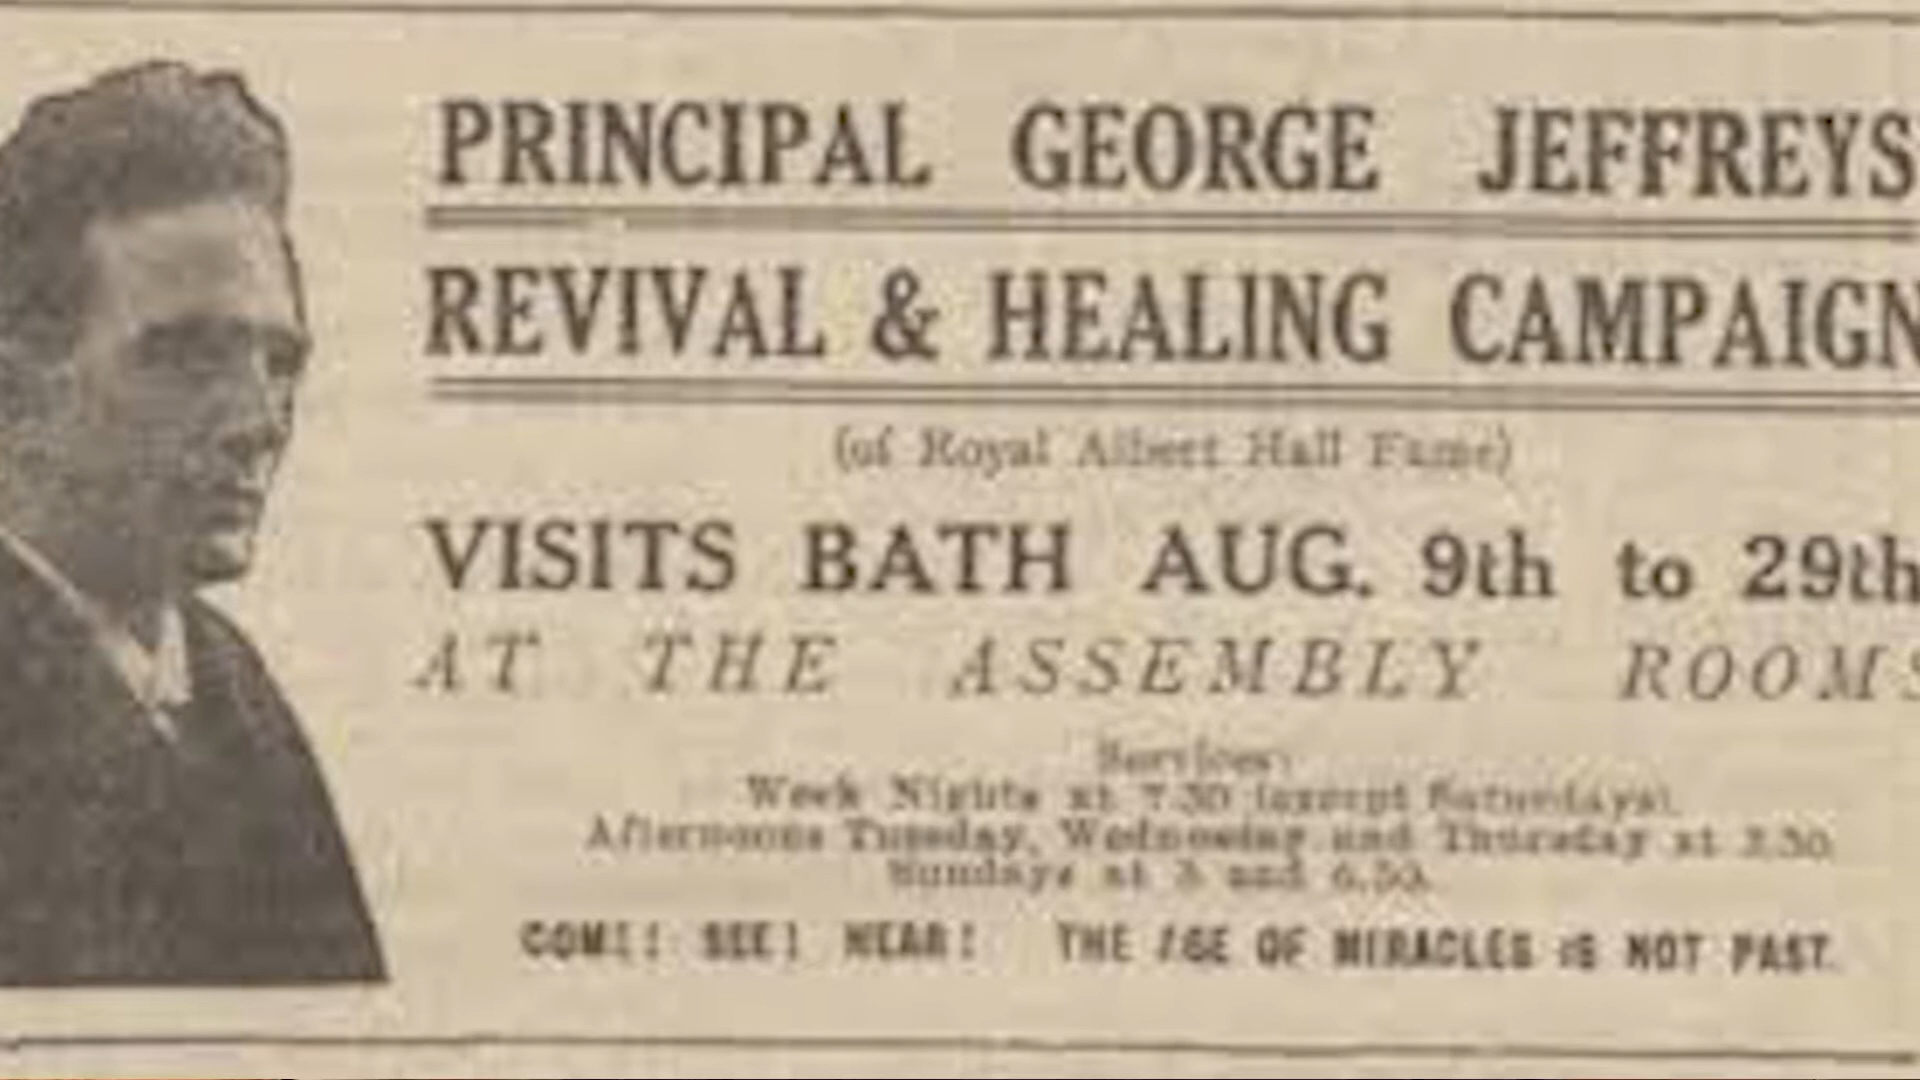 PRINCIPAL GEORGE JEFFREYS
REVIVAL & HEALING CAMPAIGN
(of Royal Albert Hall Fame)
VISITS BATH AUG. 9th to 29th
AT THE ASSEMBLY ROOMS
Services:
Week Nights at 7.30 (except Saturdays).
Afternoons Tuesday, Wednesday and Thursday at 2.30.
Sundays at 3 and 6.30.
COME! SEE! HEAR! THE AGE OF MIRACLES IS NOT PAST.